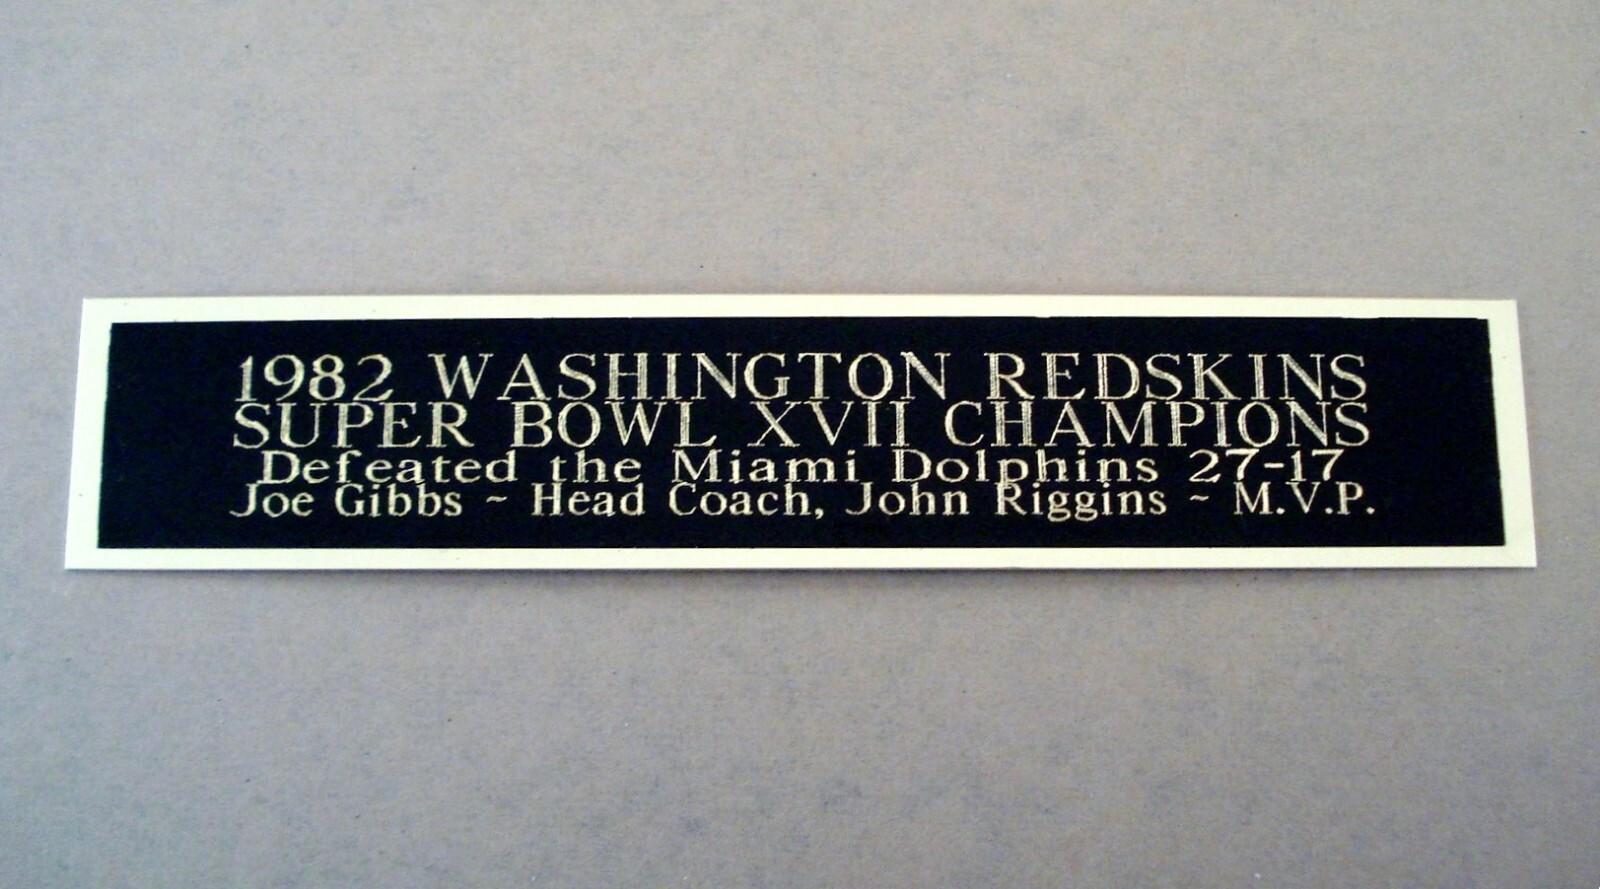 1982 WASHINGTON REDSKINS
SUPER BOWL XVII CHAMPIONS
Defeated the Miami Dolphins 27-17
Joe Gibbs ~ Head Coach, John Riggins ~ M.V.P.